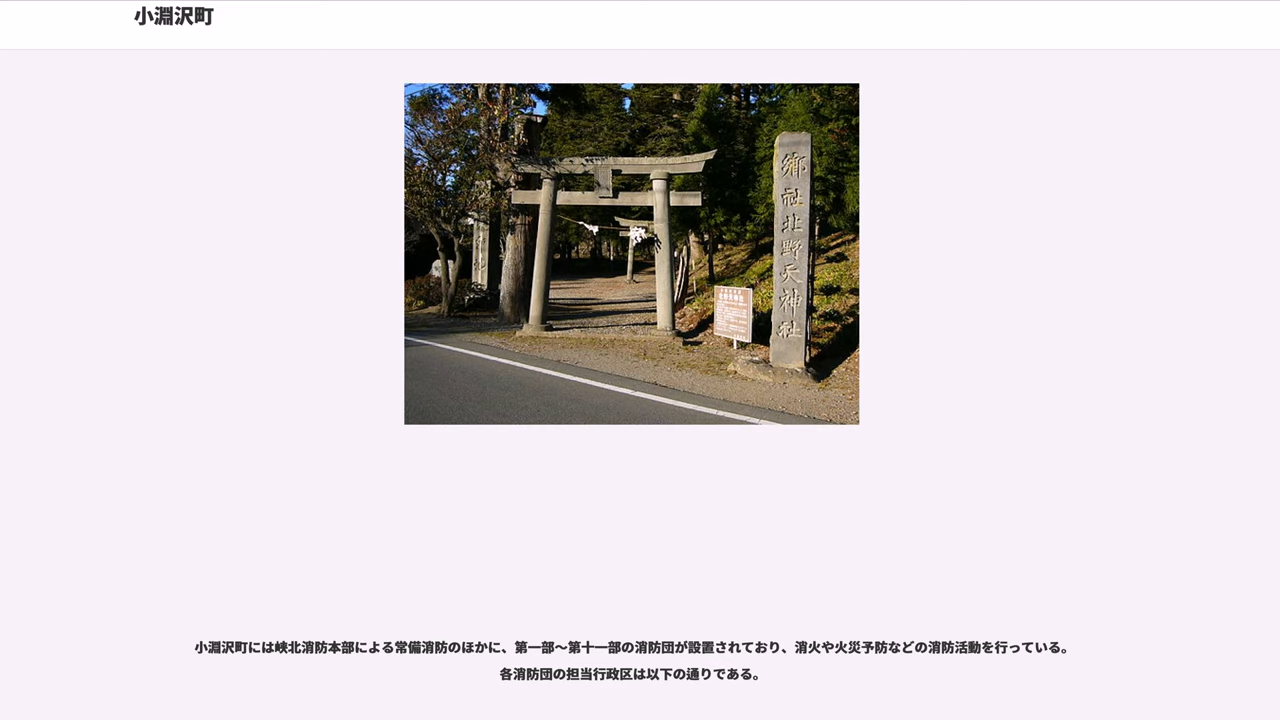 小淵沢町
郷社北野天神社
小淵沢町には峡北消防本部による常備消防のほかに、第一部〜第十一部の消防団が設置されており、消火や火災予防などの消防活動を行っている。
各消防団の担当行政区は以下の通りである。